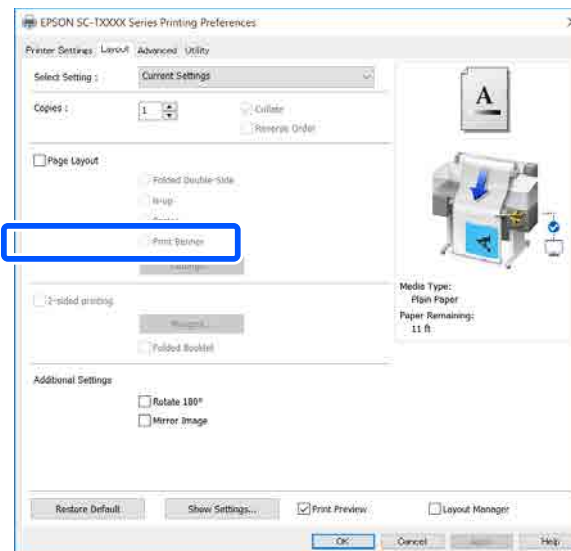 EPSON SC-TXXXX Series Printing Preferences
Printer Settings Layout Advanced Utility
Select Setting : Current Settings
Copies : 1 Collate
Reverse Order
Page Layout
Folded Double-Side
N-up
Print Banner
2-sided printing
Folded Booklet
Media Type:
Plain Paper
Paper Remaining:
11 ft
Additional Settings
Rotate 180°
Mirror Image
Restore Default Show Settings... Print Preview Layout Manager
OK Cancel Help
A